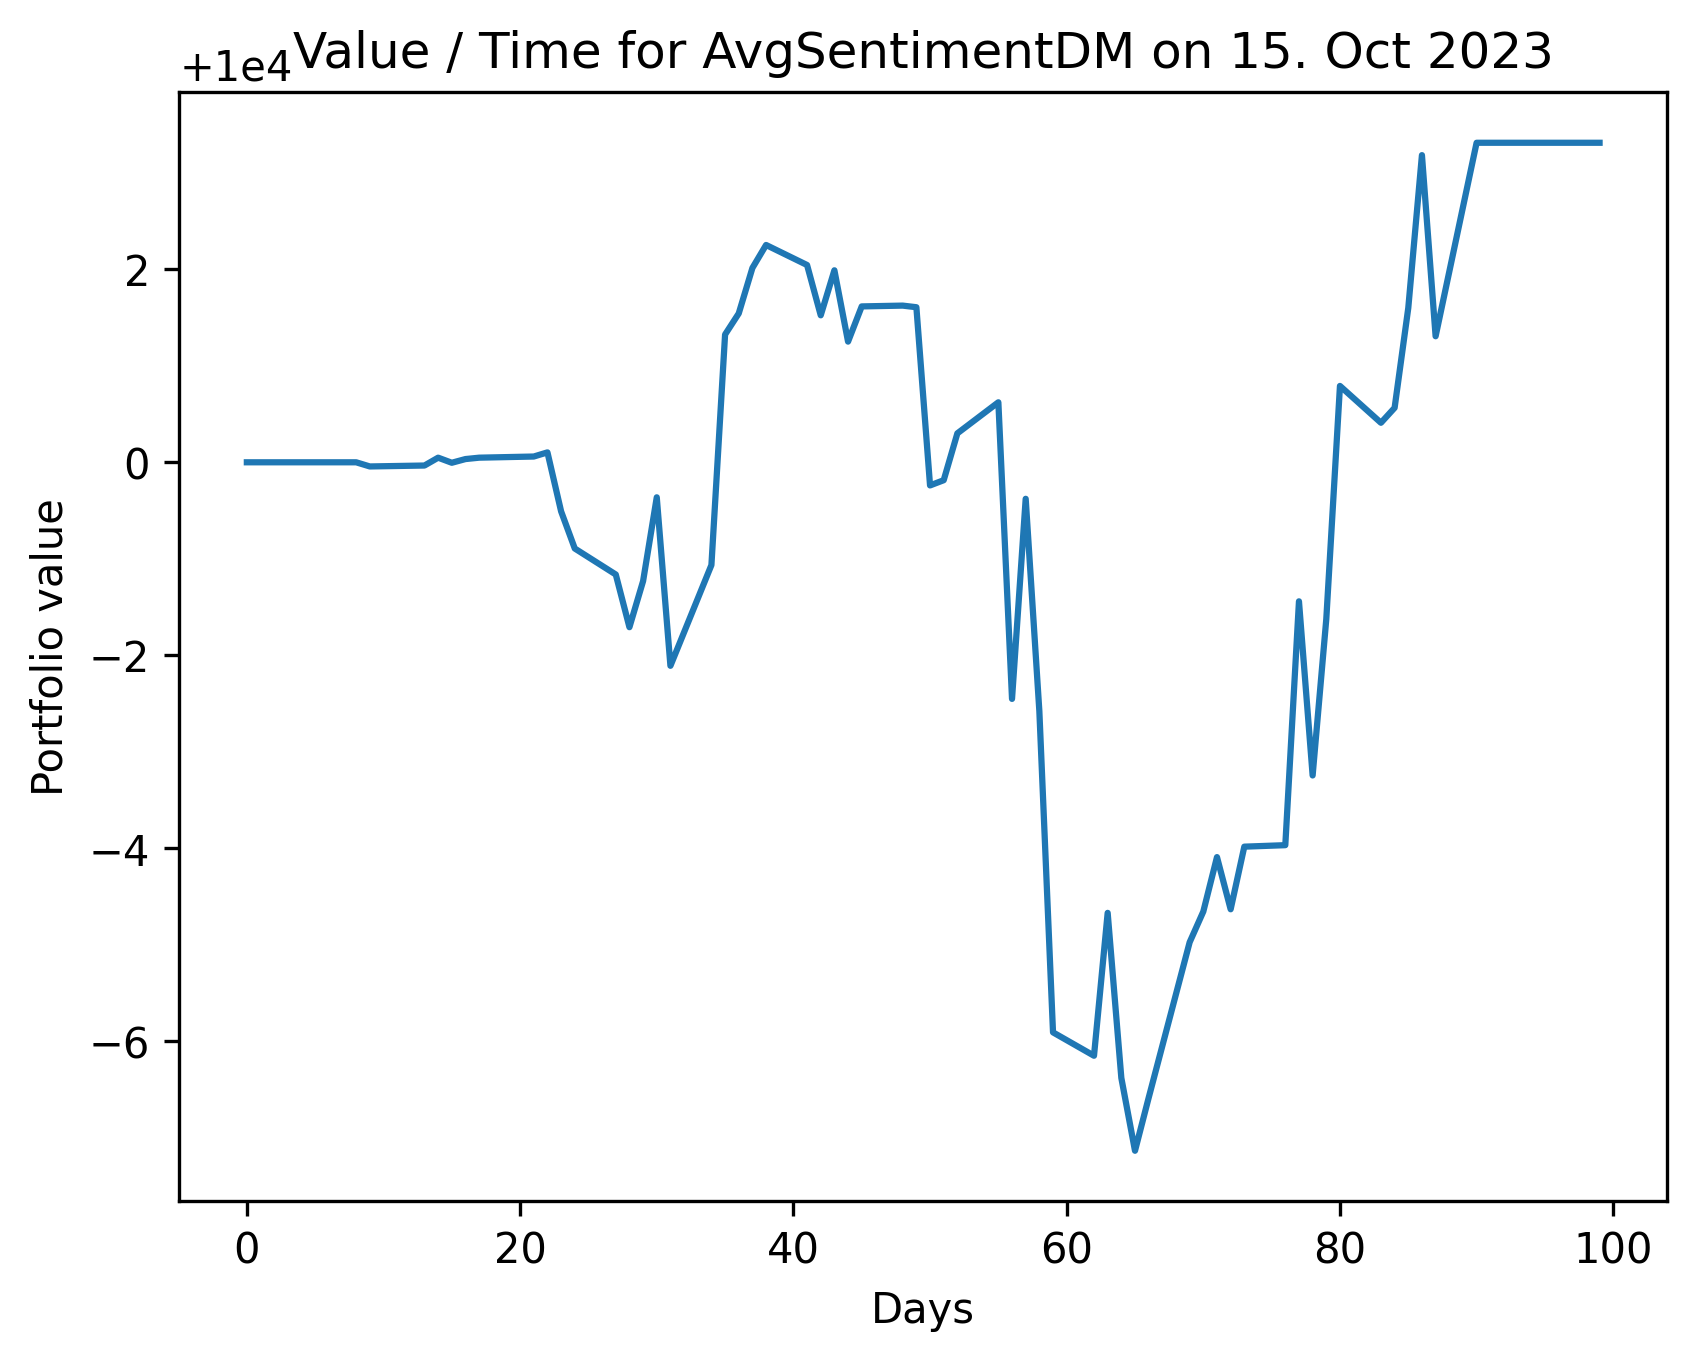 Value / Time for AvgSentimentDM on 15. Oct 2023
+1e4
2
0
−2
−4
−6
Portfolio value
0 20 40 60 80 100
Days